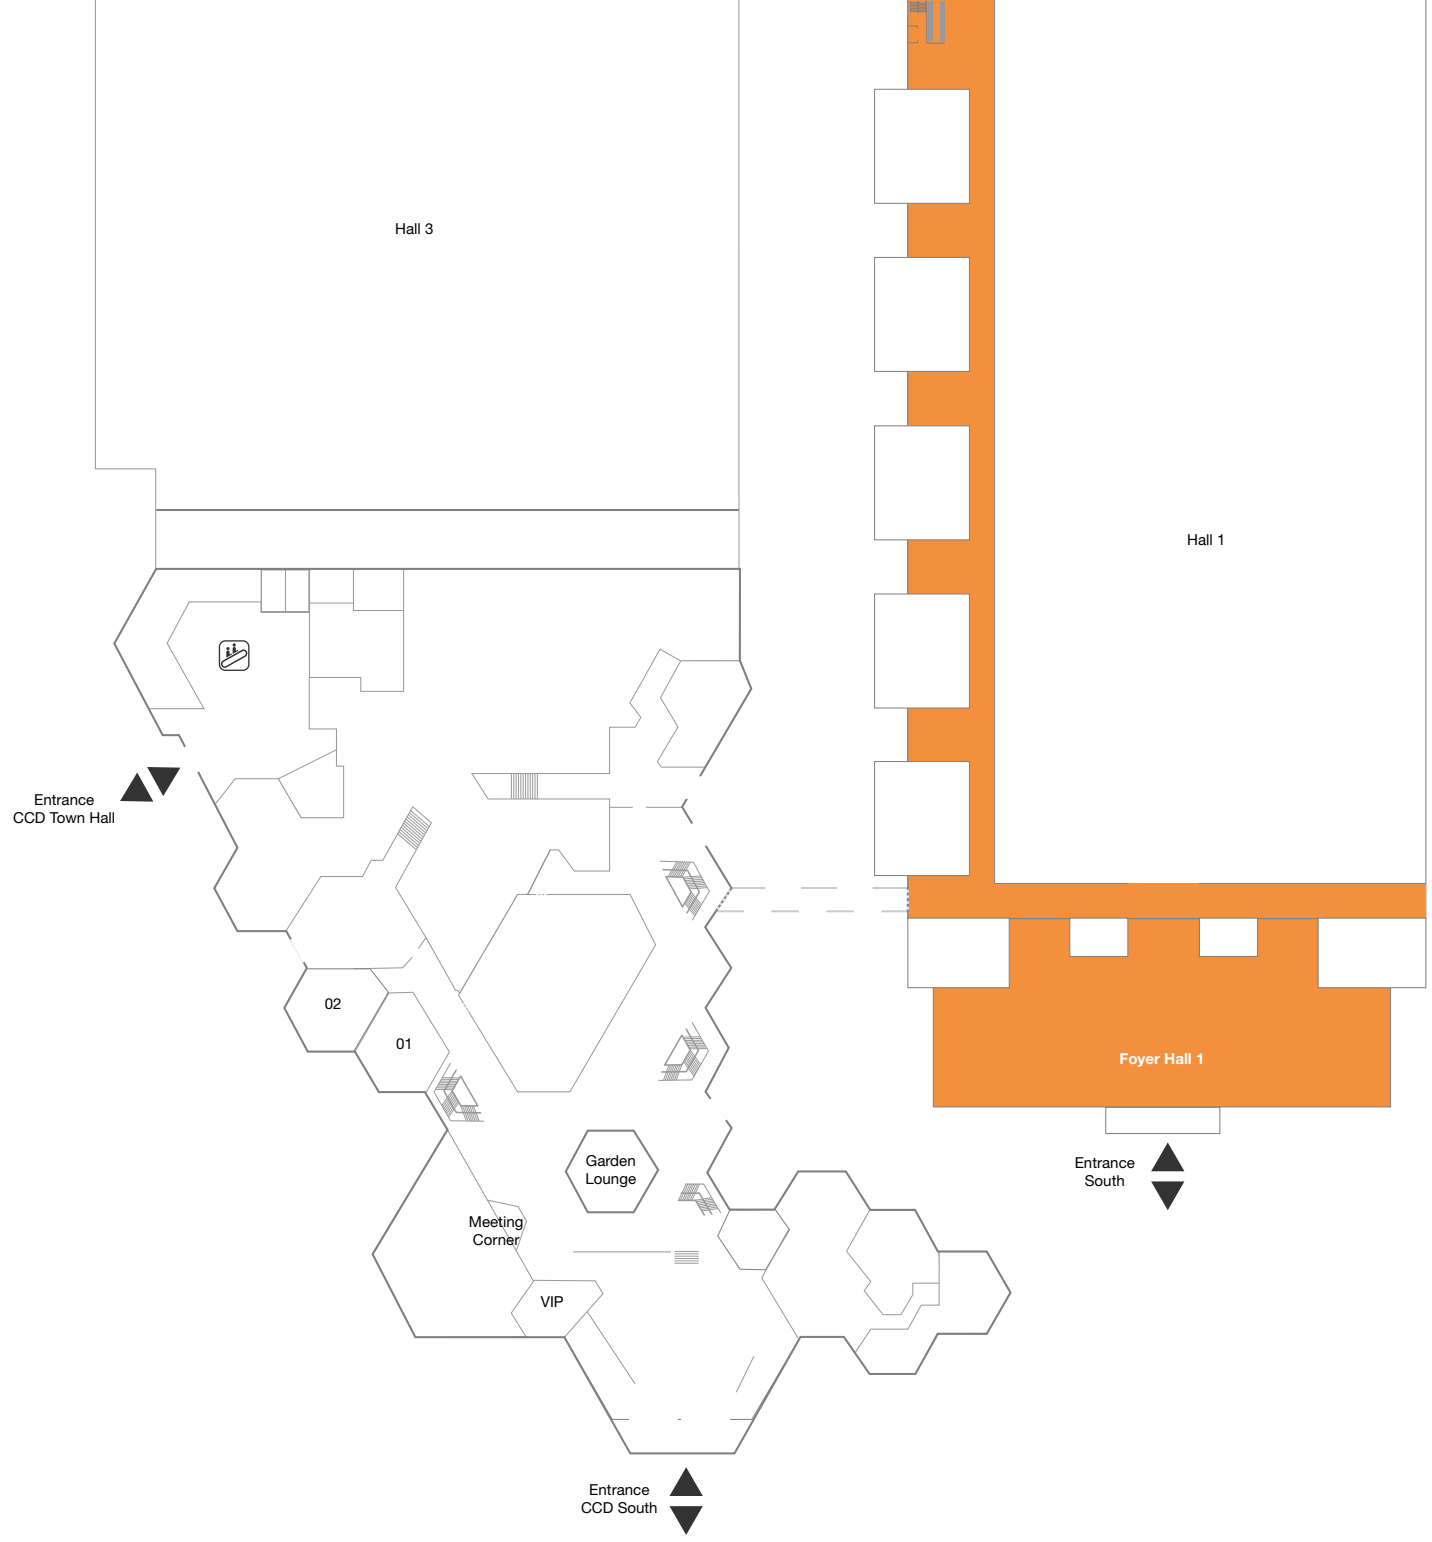 Hall 3
Hall 1
Entrance
CCD Town Hall
02
01
Foyer Hall 1
Garden
Lounge
Entrance
South
Meeting
Corner
VIP
Entrance
CCD South